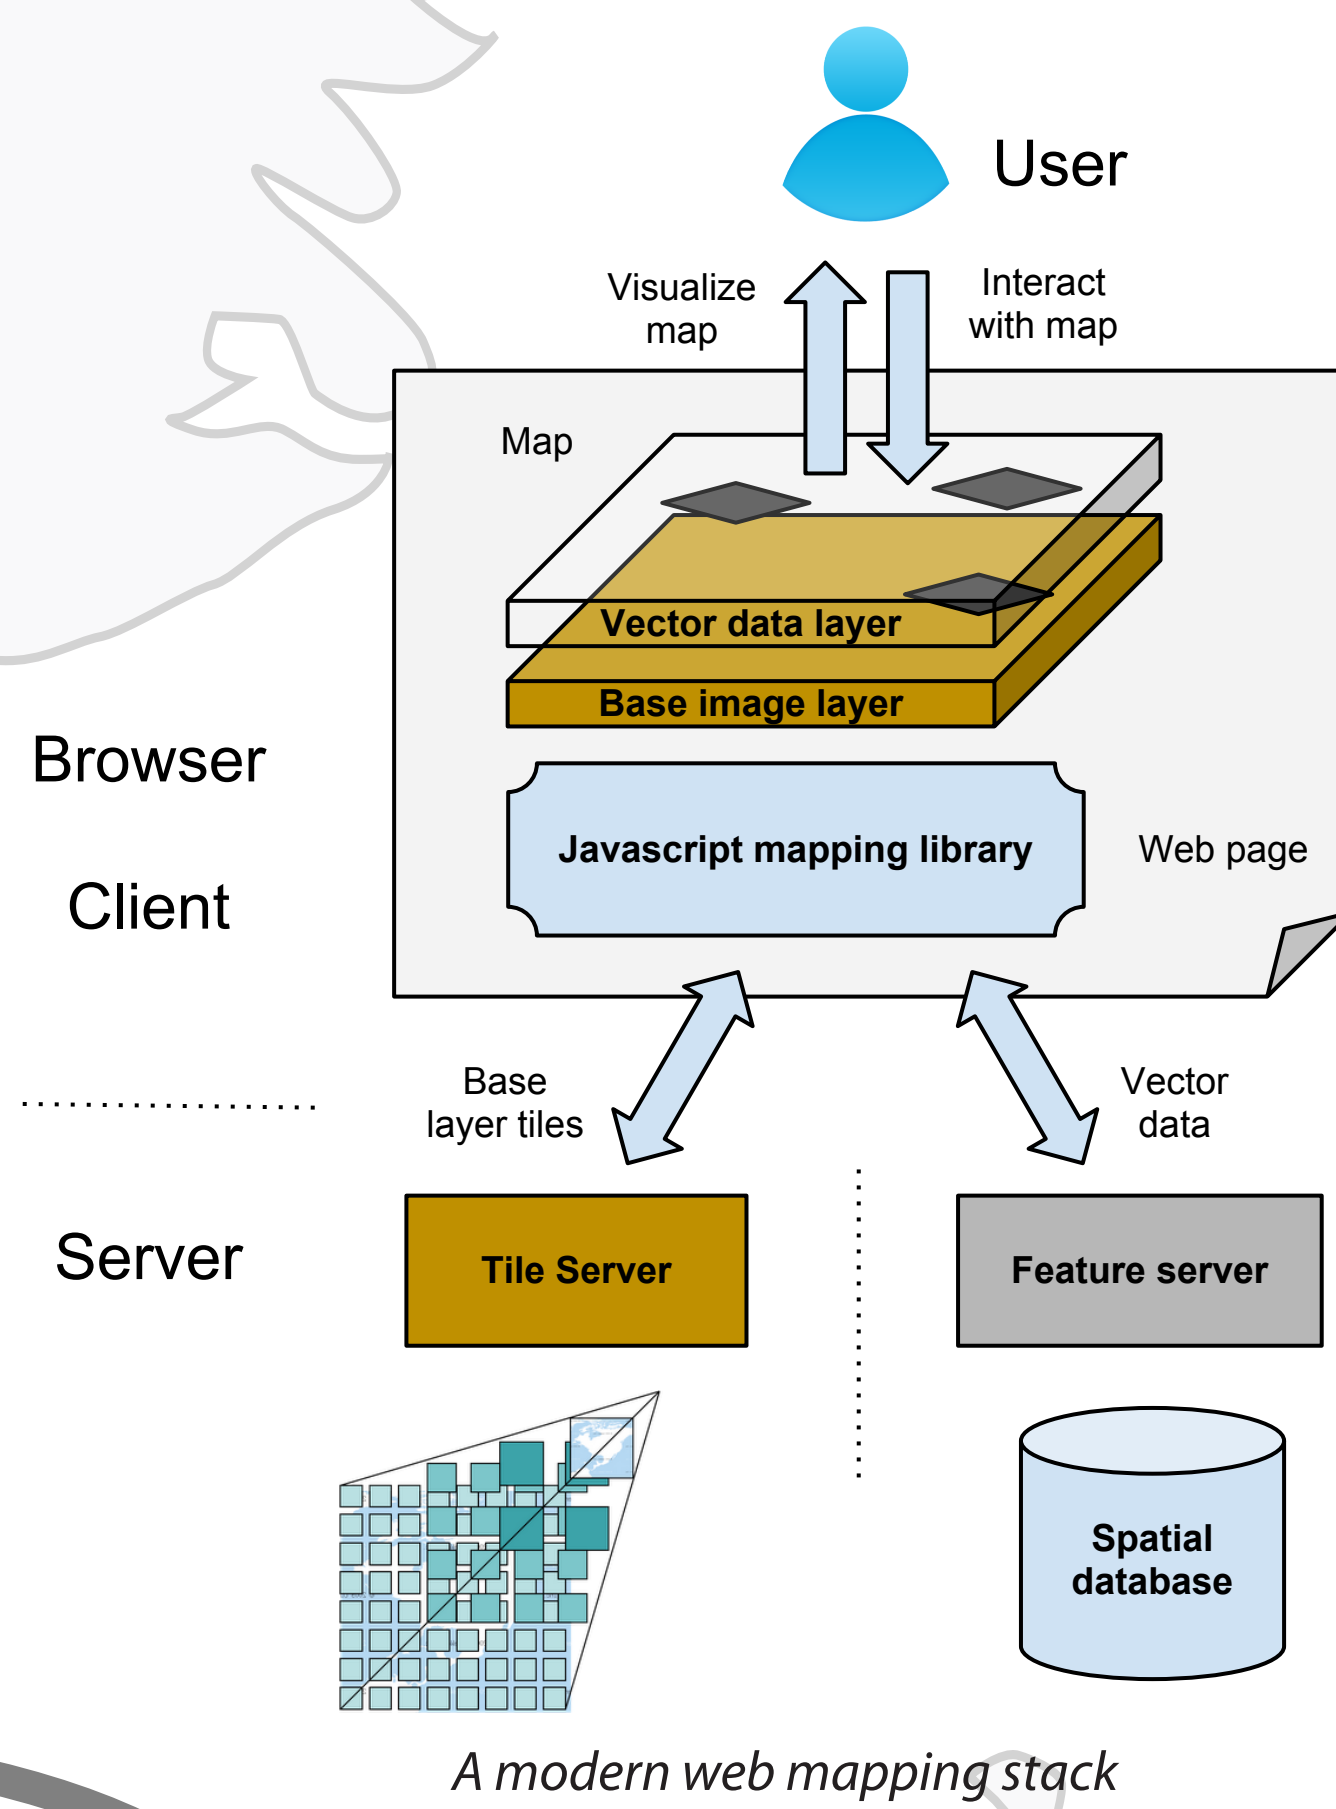 User
Visualize
map
Interact
with map
Map
Vector data layer
Base image layer
Browser
Client
Javascript mapping library
Web page
Base
layer tiles
Vector
data
Server
Tile Server
Feature server
Spatial
database
A modern web mapping stack